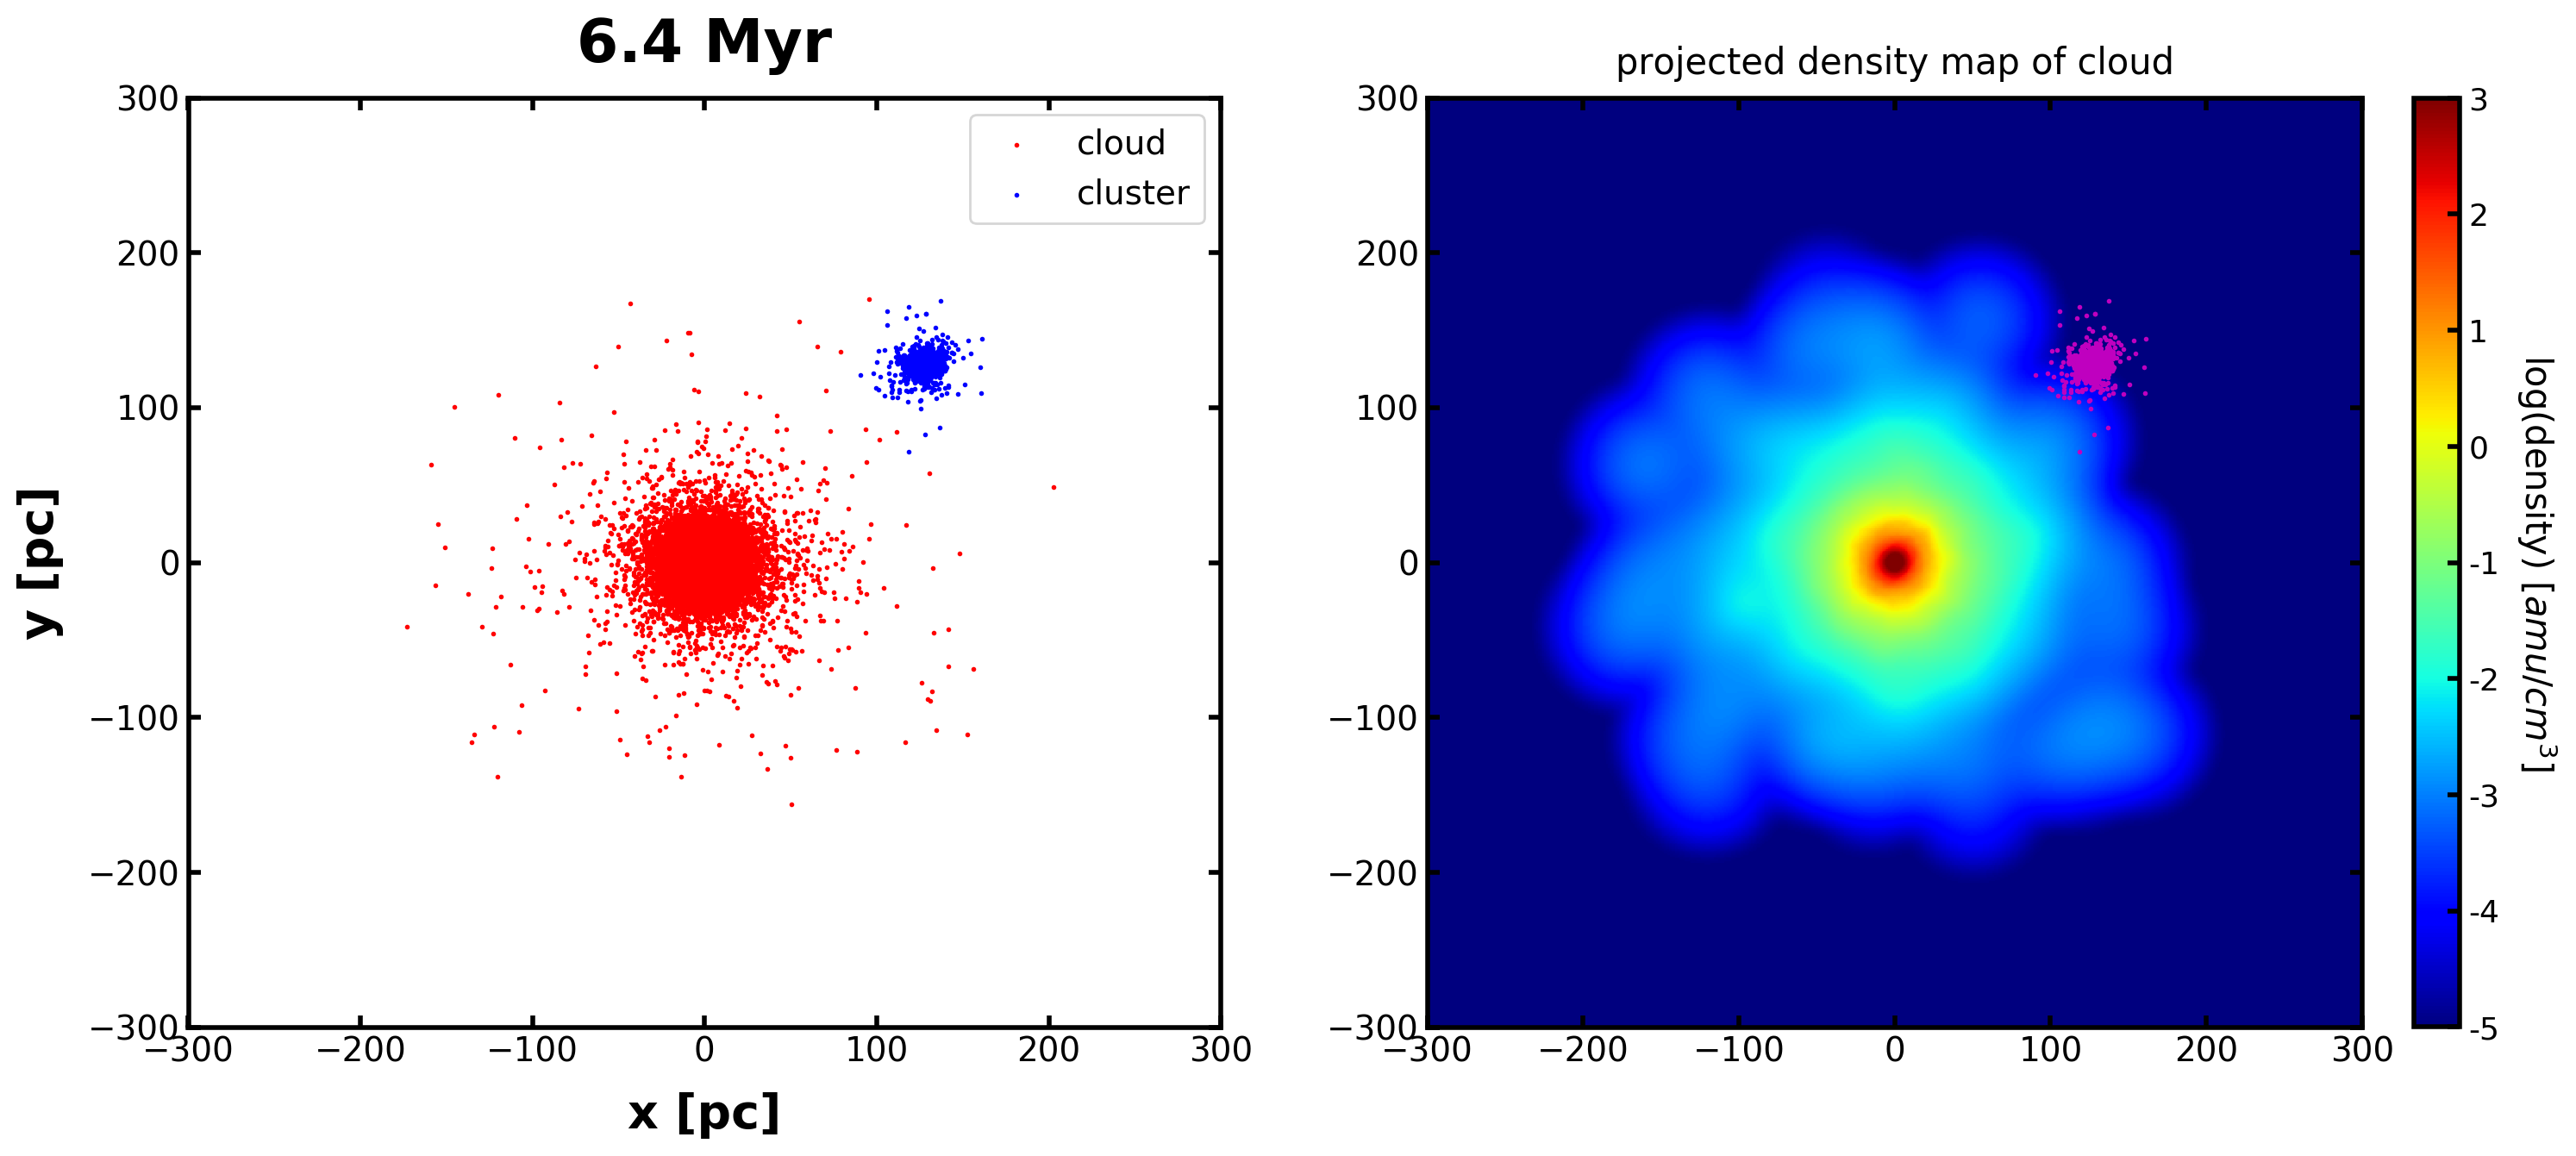 6.4 Myr
300
200
100
0
−100
−200
−300
−300 −200 −100 0 100 200 300
y [pc]
x [pc]
cloud
cluster
projected density map of cloud
300
200
100
0
−100
−200
−300
−300 −200 −100 0 100 200 300
3
2
1
0
-1
-2
-3
-4
-5
log(density) [amu/cm³]